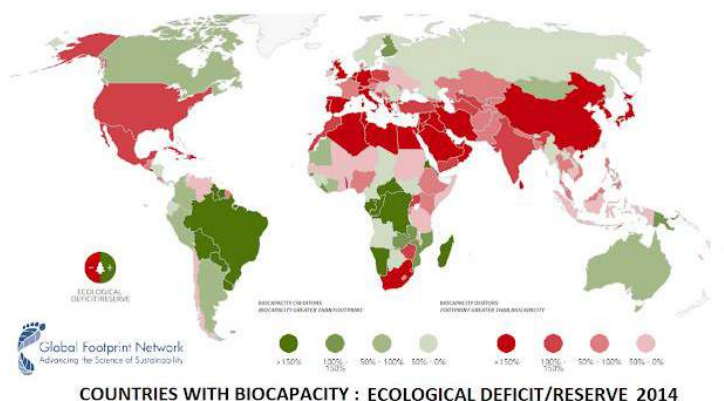 ECOLOGICAL
DEFICIT/RESERVE
BIOCAPACITY CREDITORS
BIOCAPACITY GREATER THAN FOOTPRINT
BIOCAPACITY DEBTORS
FOOTPRINT GREATER THAN BIOCAPACITY
>150% 100% - 150% 50% - 100% 50% - 0%
>150% 100% - 150% 50% - 100% 50% - 0%
Global Footprint Network
Advancing the Science of Sustainability
COUNTRIES WITH BIOCAPACITY : ECOLOGICAL DEFICIT/RESERVE 2014